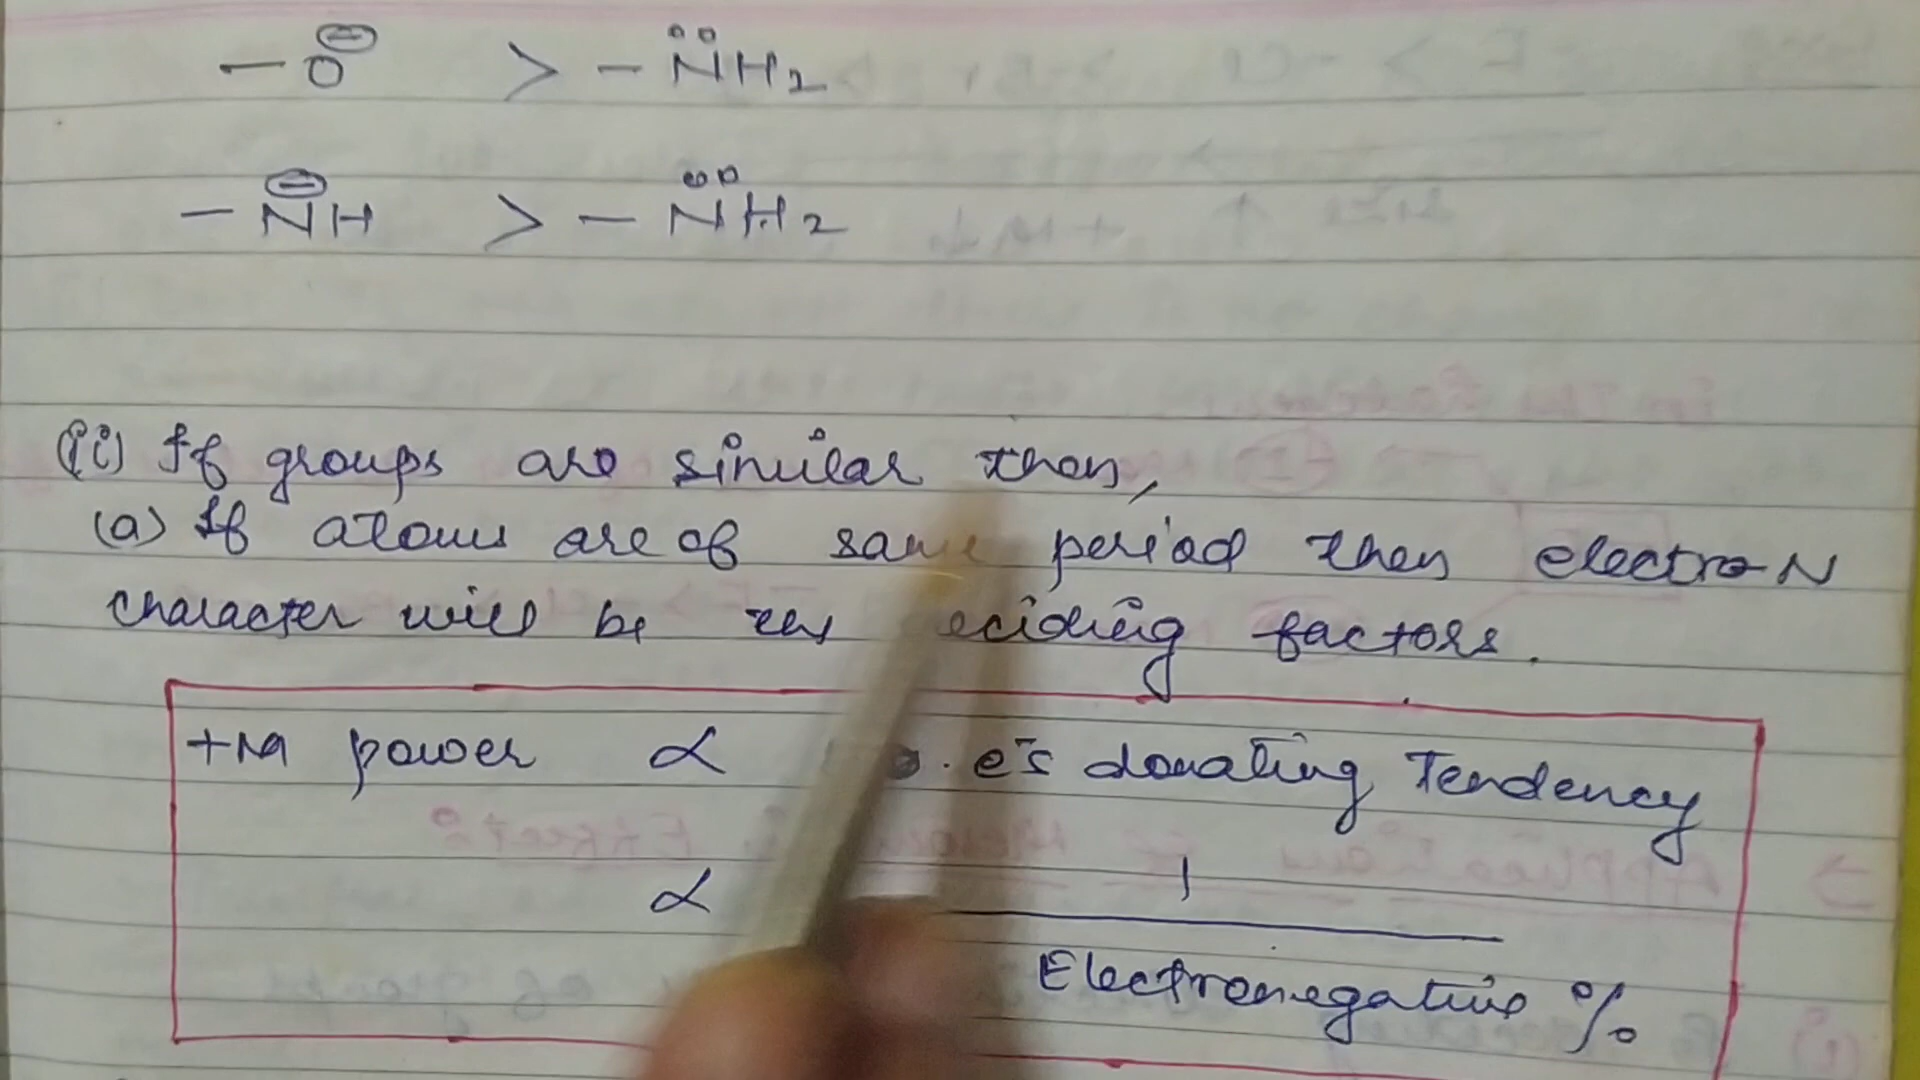 — O⊖ > — N̈H2
— N⊖H > — N̈H2
(ii) If groups are similar then,
(a) If atoms are of same period then electro-N
character will be the deciding factors.
+M power ∝ e⁻s donating Tendency
∝ 1
Electronegative %